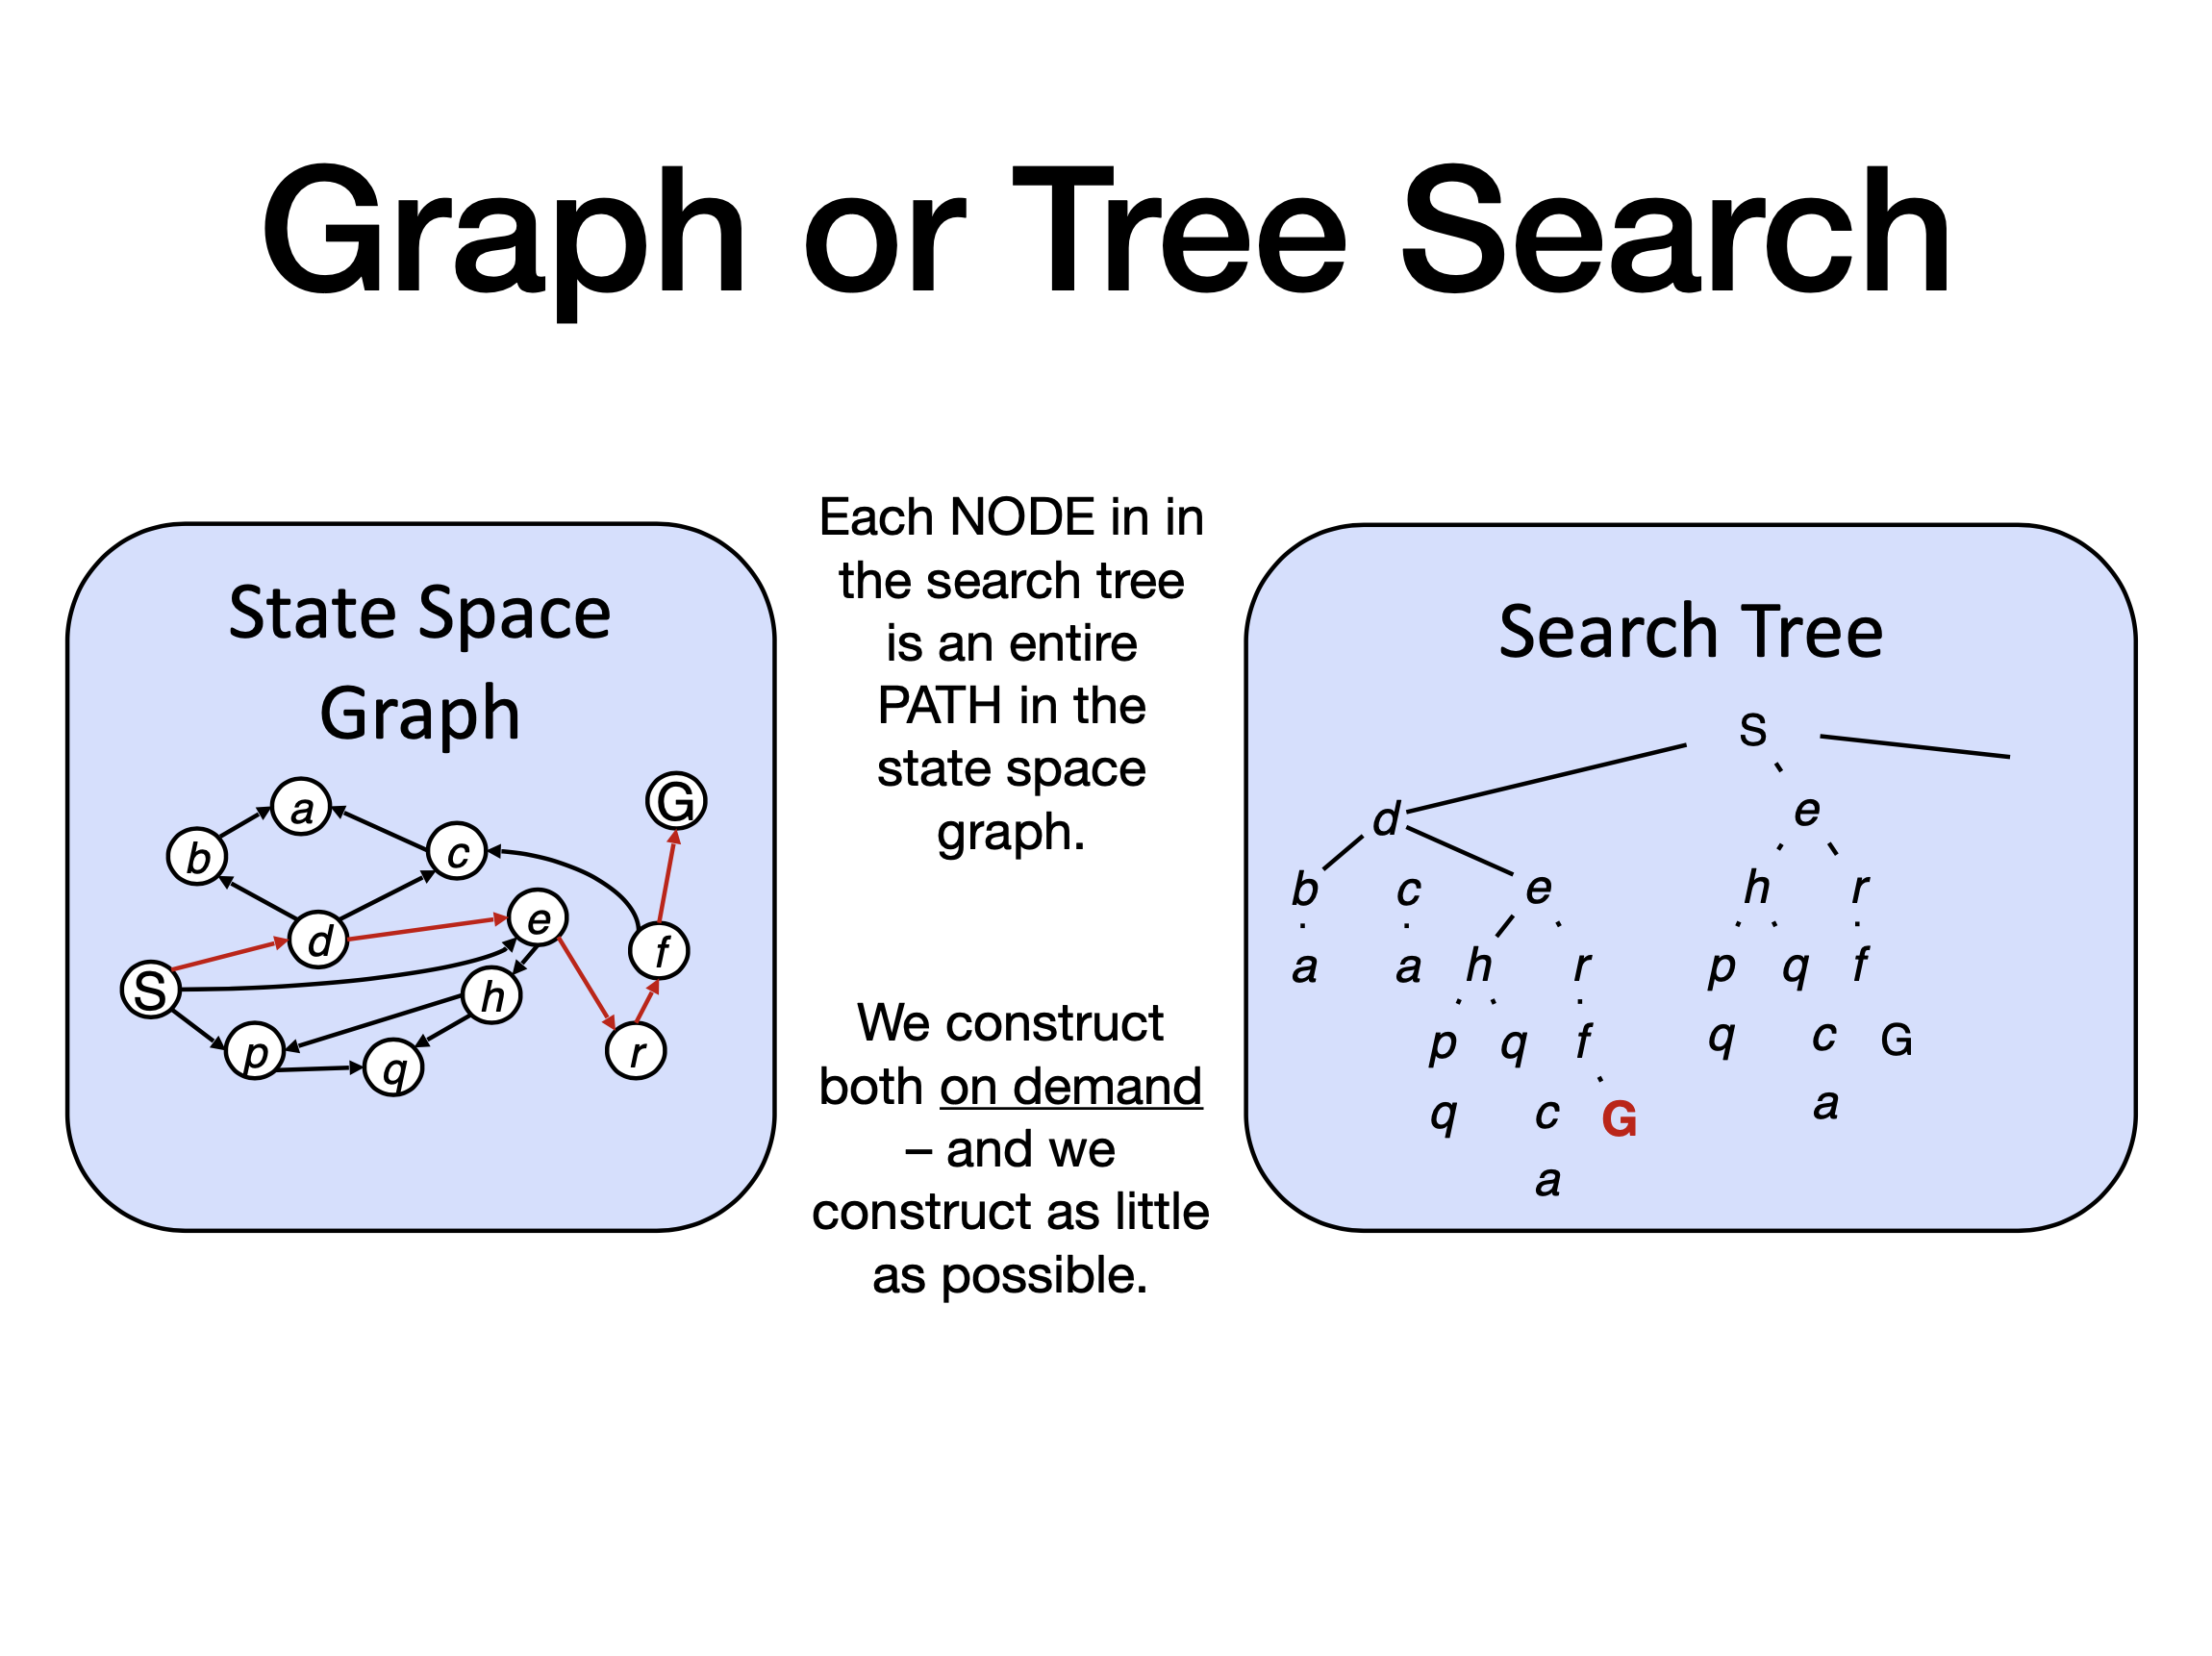 Graph or Tree Search
State Space
Graph
a
G
b
c
e
d
f
S
h
p
q
r
Each NODE in in
the search tree
is an entire
PATH in the
state space
graph.
We construct
both on demand
– and we
construct as little
as possible.
Search Tree
S
d e
b c e h r
a a h r p q f
p q f q c G
q c G a
a